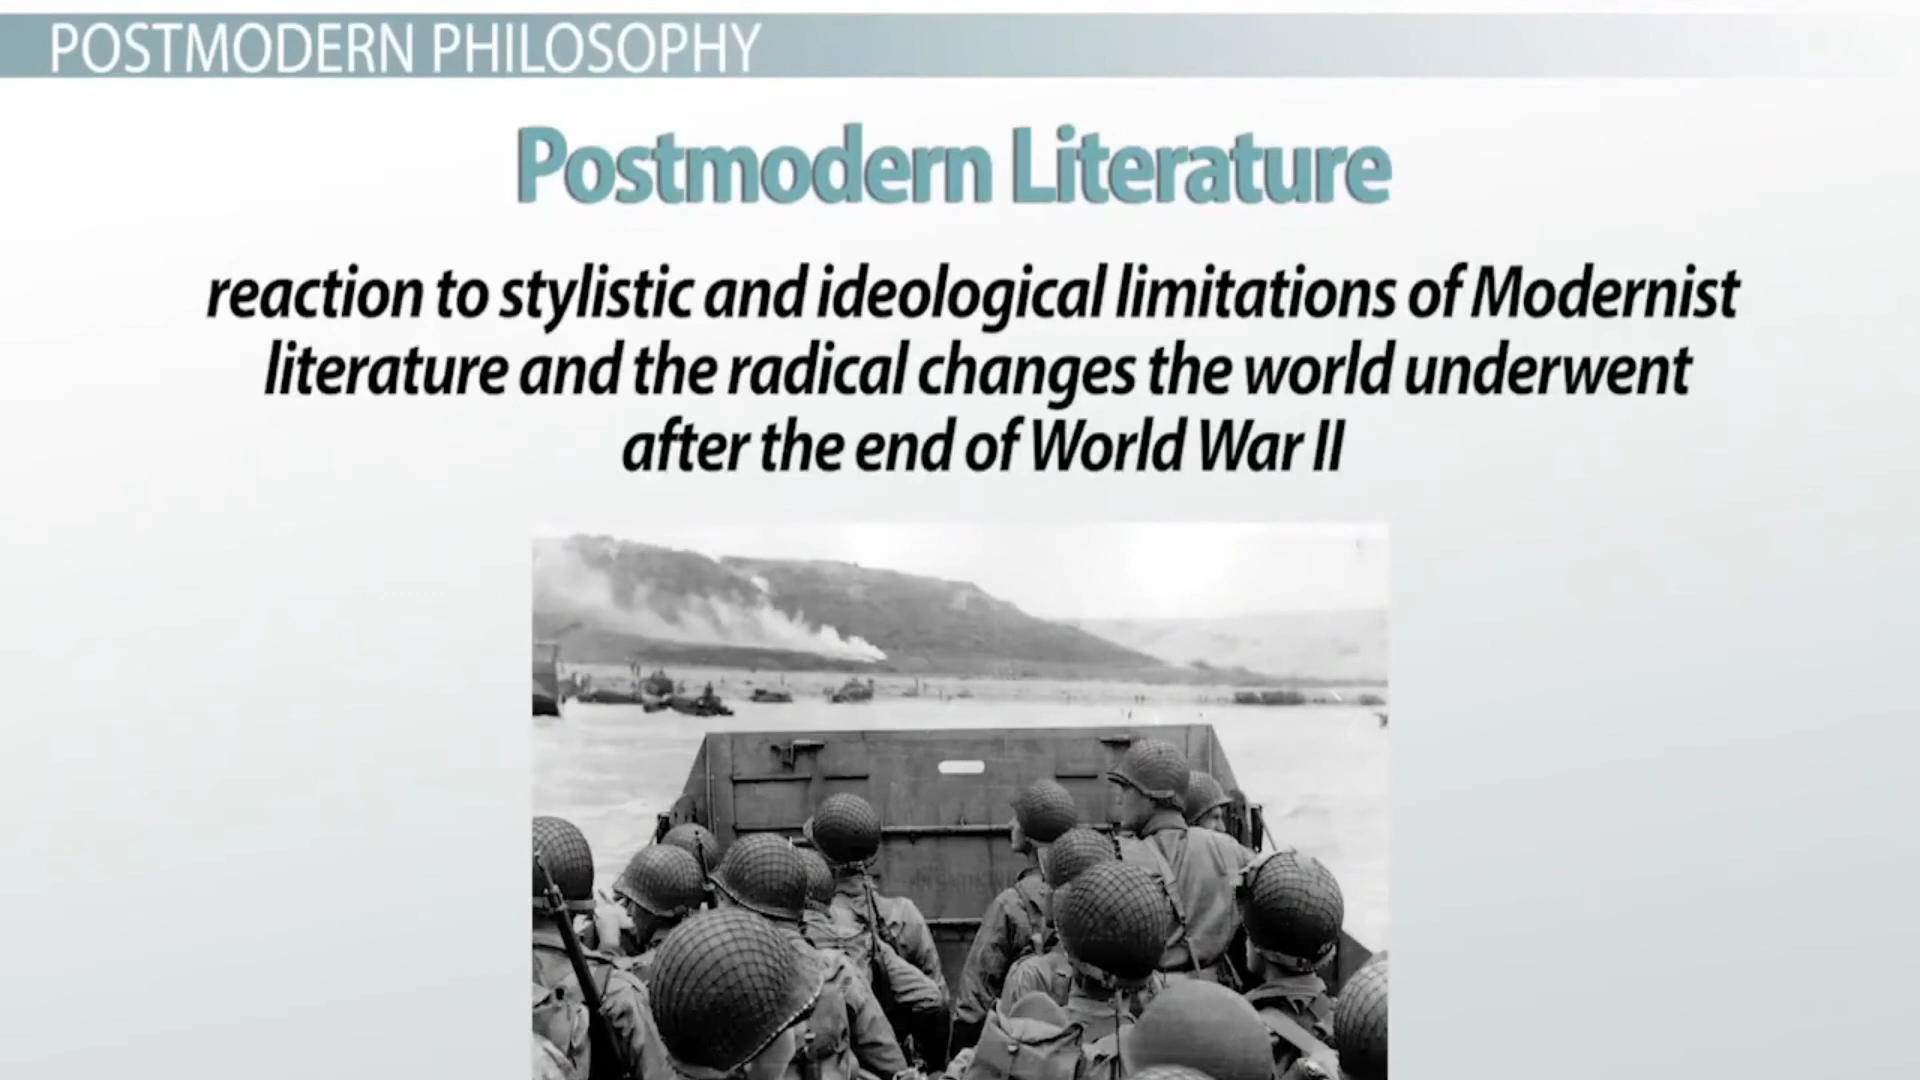 POSTMODERN PHILOSOPHY
Postmodern Literature
reaction to stylistic and ideological limitations of Modernist
literature and the radical changes the world underwent
after the end of World War II